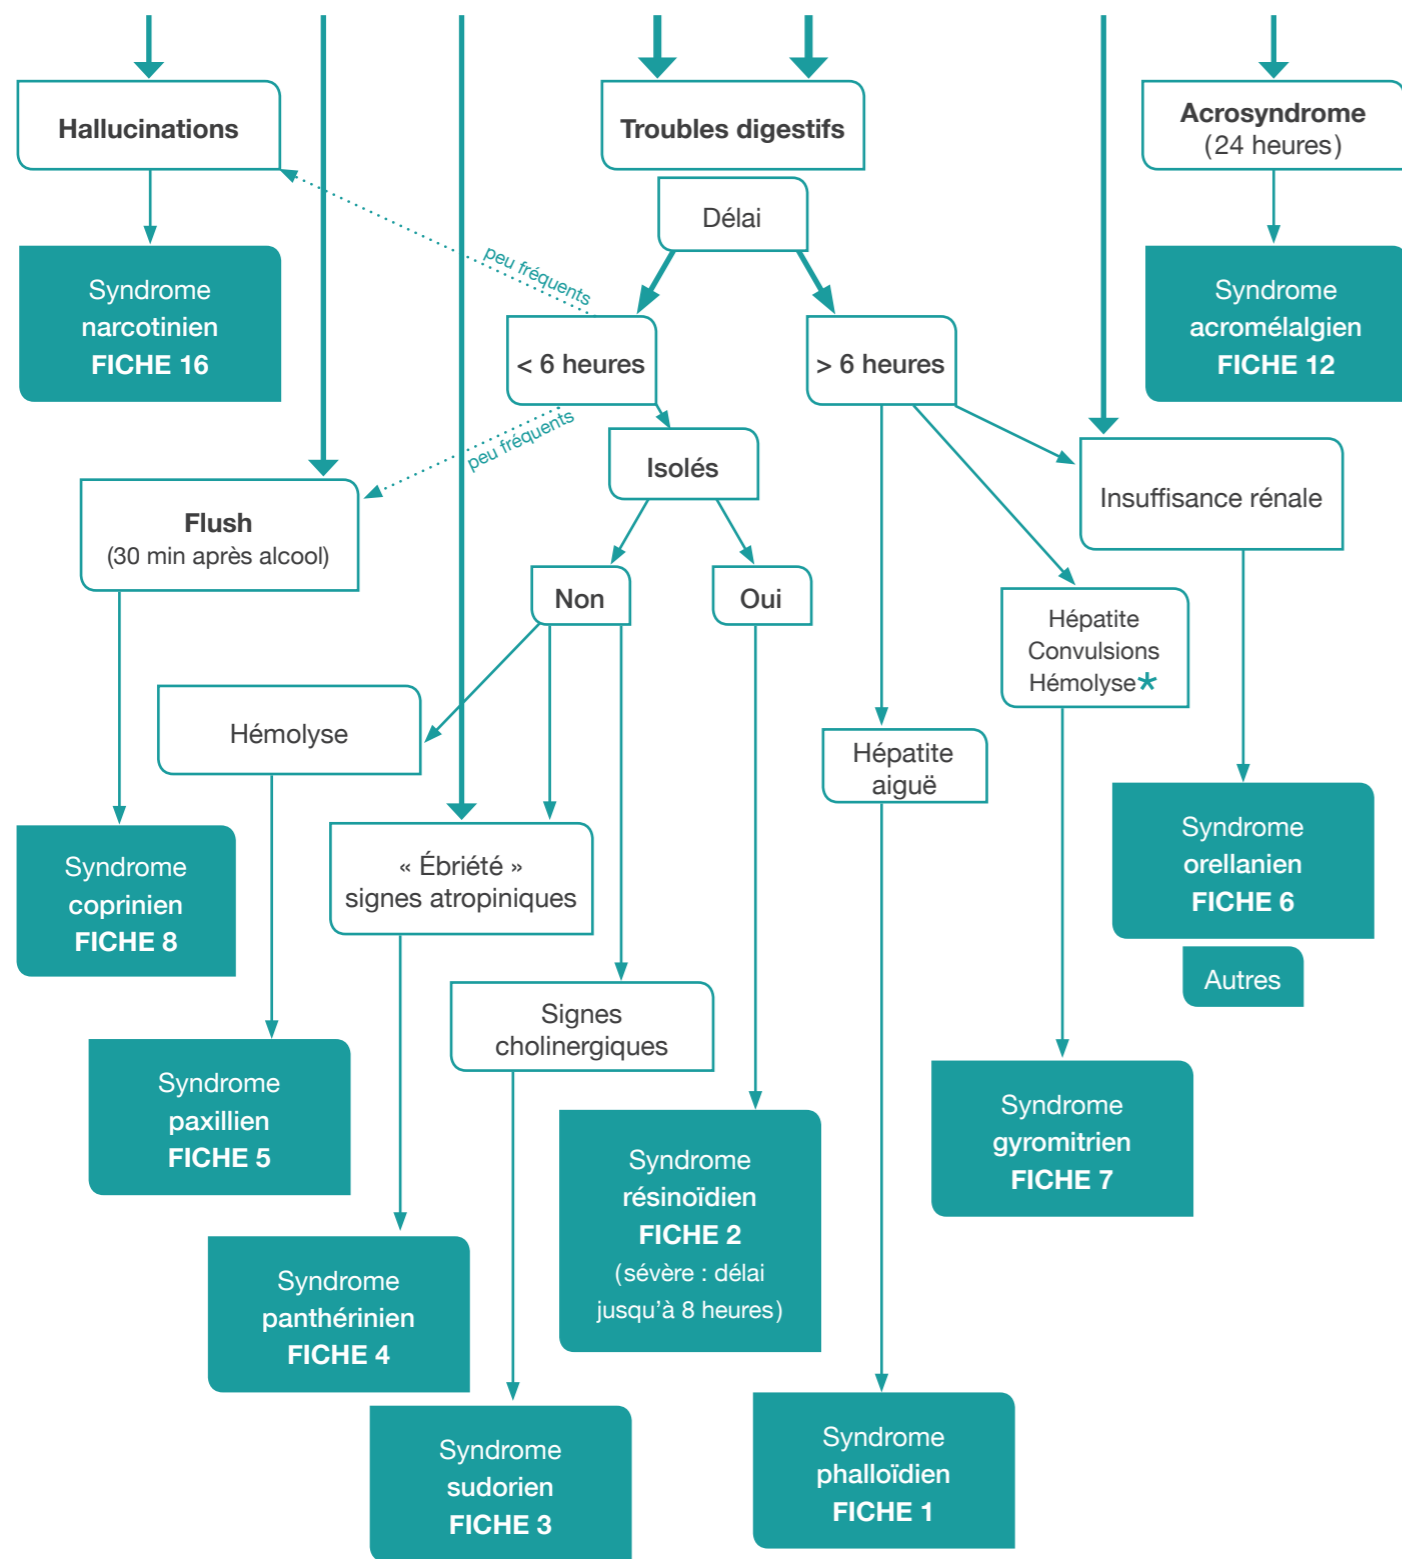 Hallucinations
Troubles digestifs
Acrosyndrome
(24 heures)
Délai
peu fréquents
Syndrome
narcotinien
FICHE 16
Syndrome
acromélalgien
FICHE 12
< 6 heures
> 6 heures
peu fréquents
Isolés
Insuffisance rénale
Flush
(30 min après alcool)
Non
Oui
Hépatite
Convulsions
Hémolyse*
Hémolyse
Hépatite
aiguë
Syndrome
coprinien
FICHE 8
« Ébriété »
signes atropiniques
Syndrome
orellanien
FICHE 6
Autres
Signes
cholinergiques
Syndrome
paxillien
FICHE 5
Syndrome
gyromitrien
FICHE 7
Syndrome
résinoïdien
FICHE 2
(sévère : délai
jusqu'à 8 heures)
Syndrome
panthérinien
FICHE 4
Syndrome
sudorien
FICHE 3
Syndrome
phalloïdien
FICHE 1